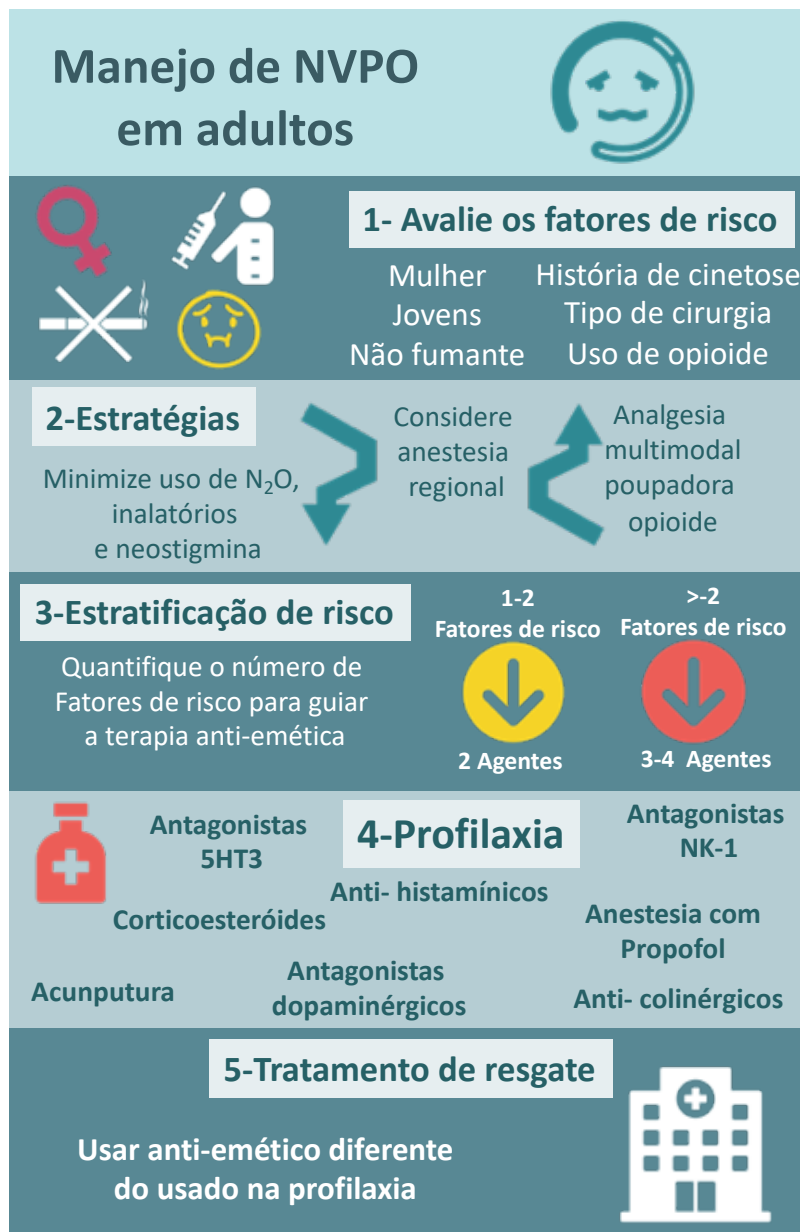 Manejo de NVPO
em adultos
1- Avalie os fatores de risco
Mulher
Jovens
Não fumante
História de cinetose
Tipo de cirurgia
Uso de opioide
2-Estratégias
Minimize uso de N₂O,
inalatórios
e neostigmina
Considere
anestesia
regional
Analgesia
multimodal
poupadora
opioide
3-Estratificação de risco
Quantifique o número de
Fatores de risco para guiar
a terapia anti-emética
1-2
Fatores de risco
2 Agentes
>-2
Fatores de risco
3-4 Agentes
4-Profilaxia
Antagonistas
5HT3
Antagonistas
NK-1
Anti- histamínicos
Corticoesteróides
Anestesia com
Propofol
Acunputura
Antagonistas
dopaminérgicos
Anti- colinérgicos
5-Tratamento de resgate
Usar anti-emético diferente
do usado na profilaxia